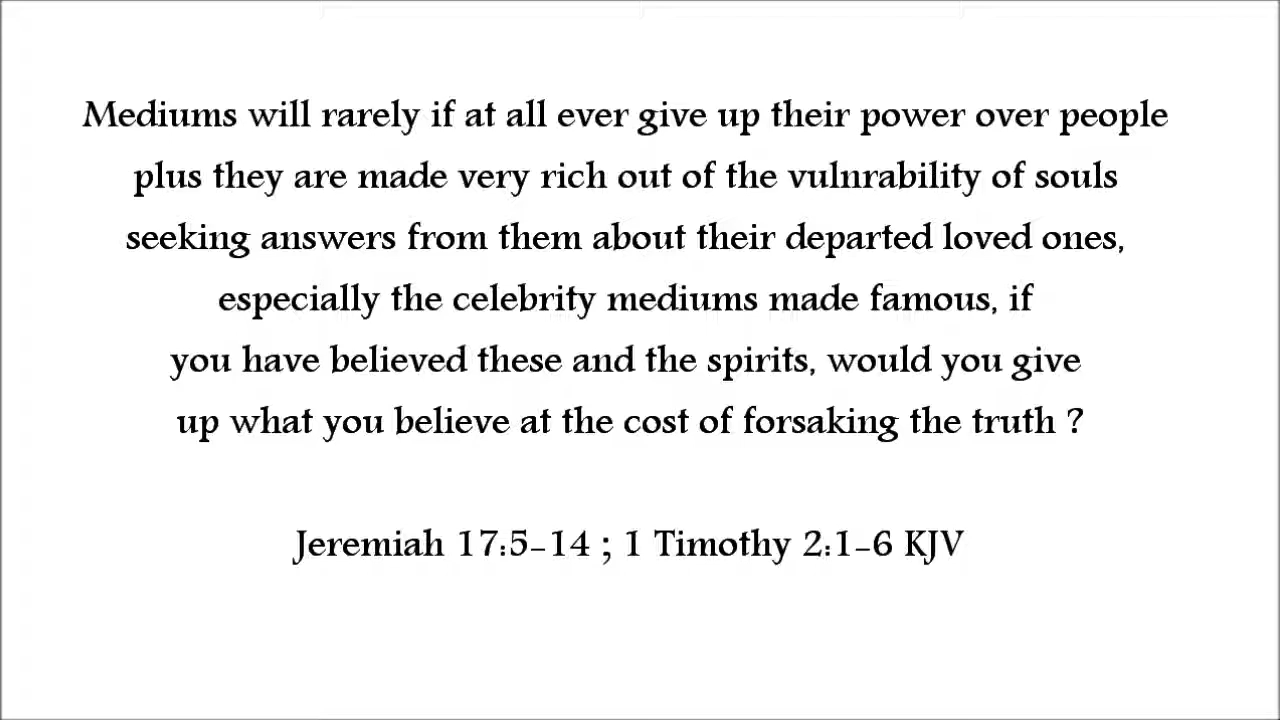 Mediums will rarely if at all ever give up their power over people
plus they are made very rich out of the vulnrability of souls
seeking answers from them about their departed loved ones,
especially the celebrity mediums made famous, if
you have believed these and the spirits, would you give
up what you believe at the cost of forsaking the truth ?
Jeremiah 17:5-14 ; 1 Timothy 2:1-6 KJV